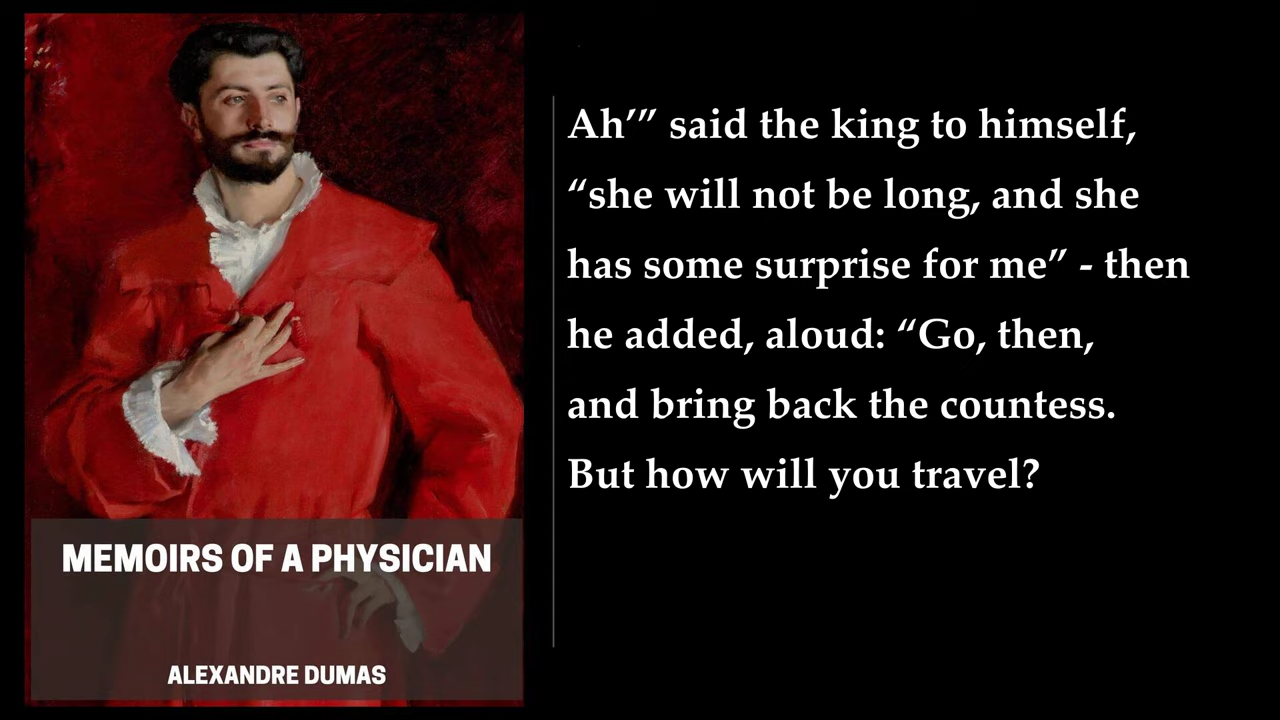 Ah’” said the king to himself,
“she will not be long, and she
has some surprise for me” - then
he added, aloud: “Go, then,
and bring back the countess.
But how will you travel?
MEMOIRS OF A PHYSICIAN
ALEXANDRE DUMAS